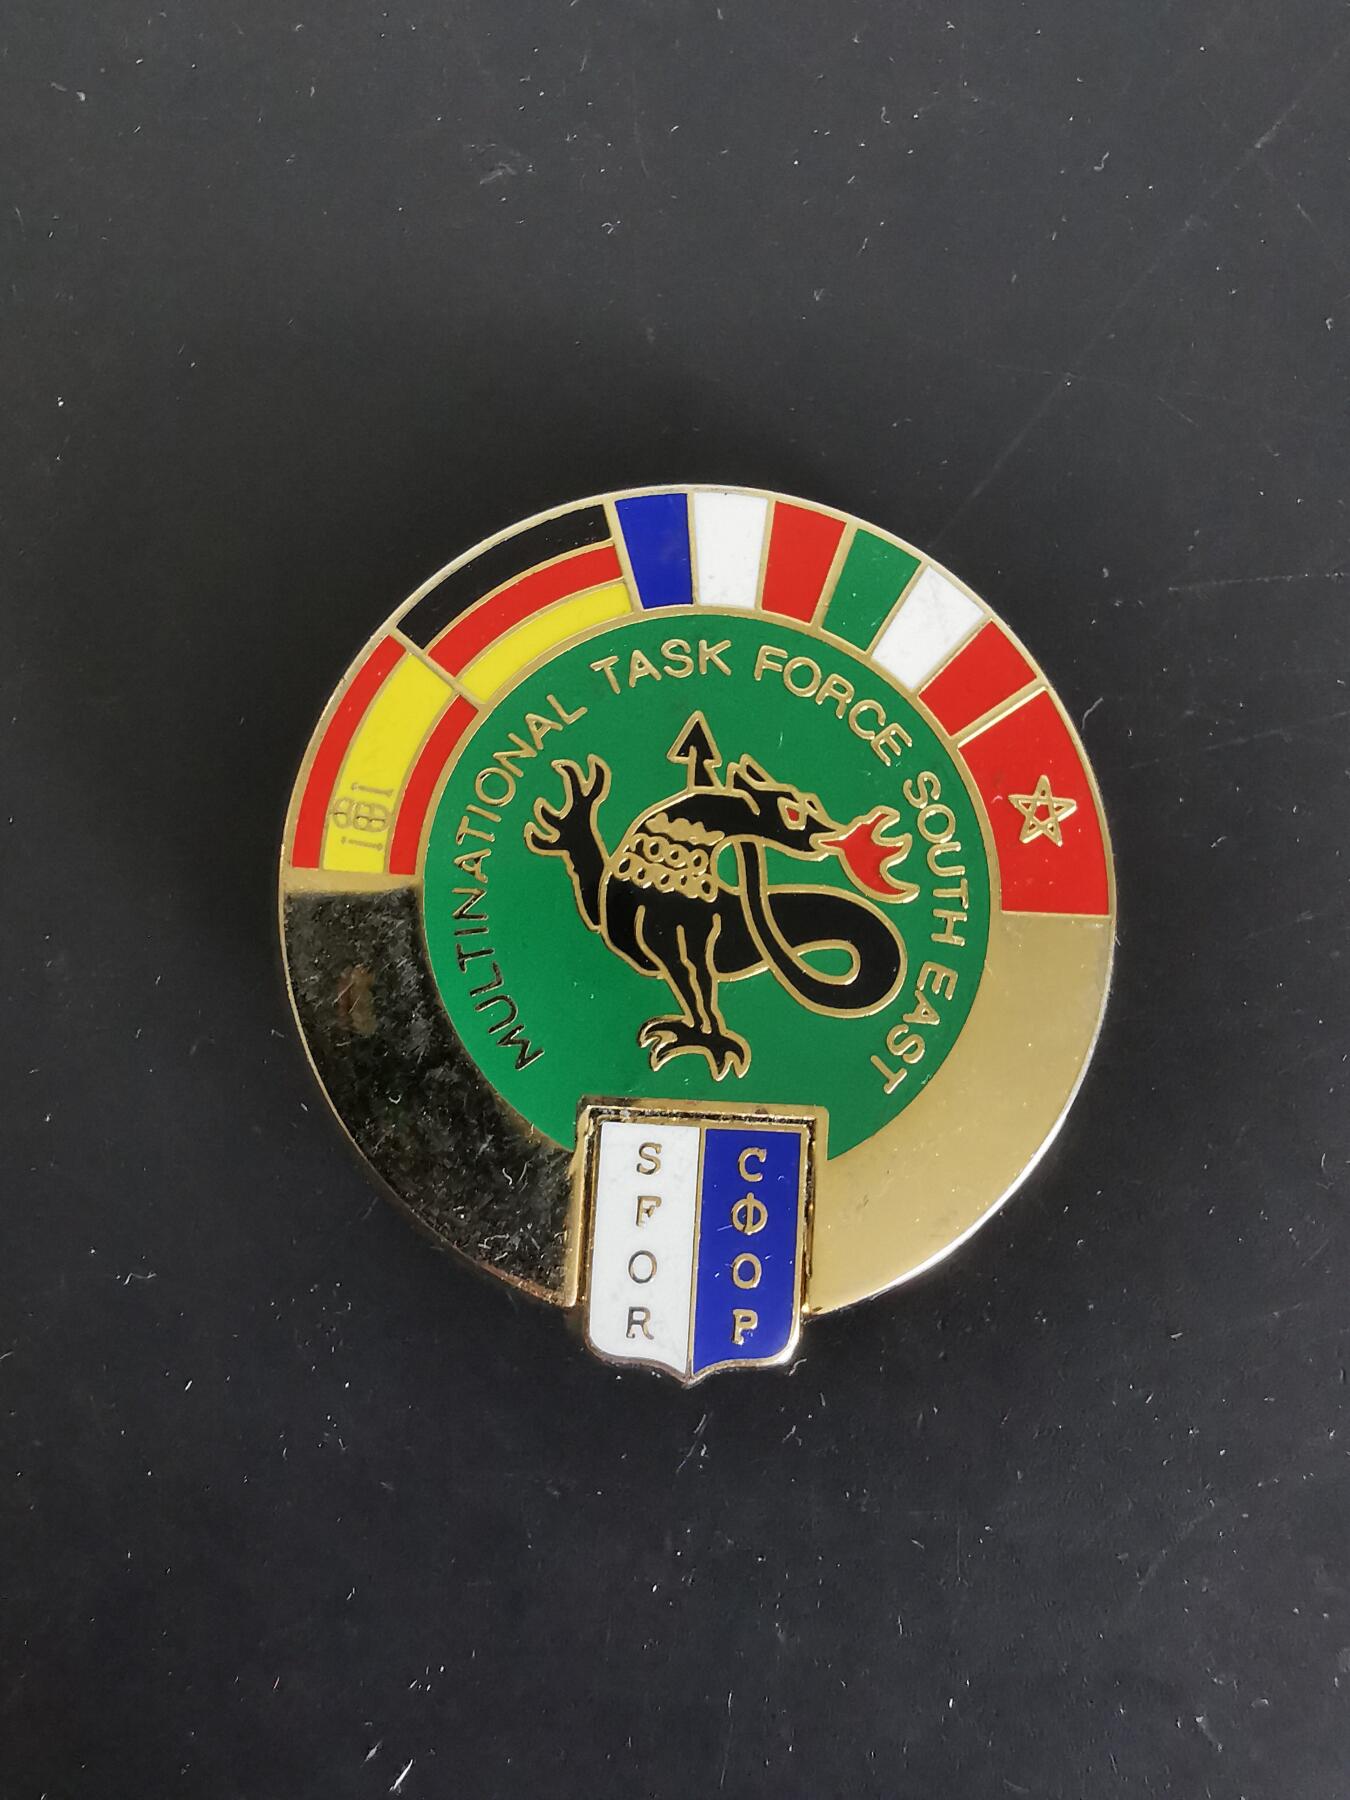 MULTINATIONAL TASK FORCE SOUTH EAST
SFOR
СФОР